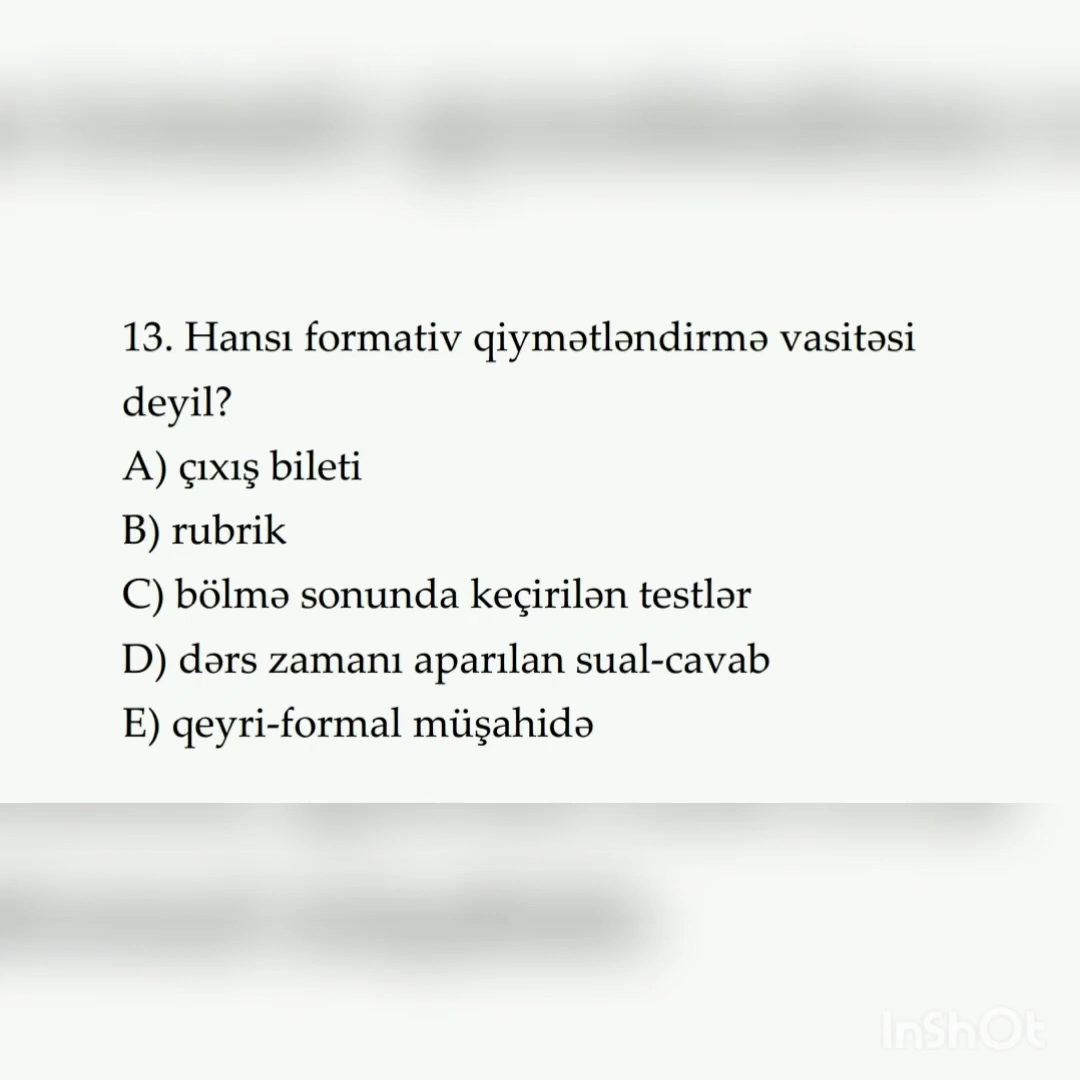 13. Hansı formativ qiymətləndirmə vasitəsi
deyil?
A) çıxış bileti
B) rubrik
C) bölmə sonunda keçirilən testlər
D) dərs zamanı aparılan sual-cavab
E) qeyri-formal müşahidə
InShOt